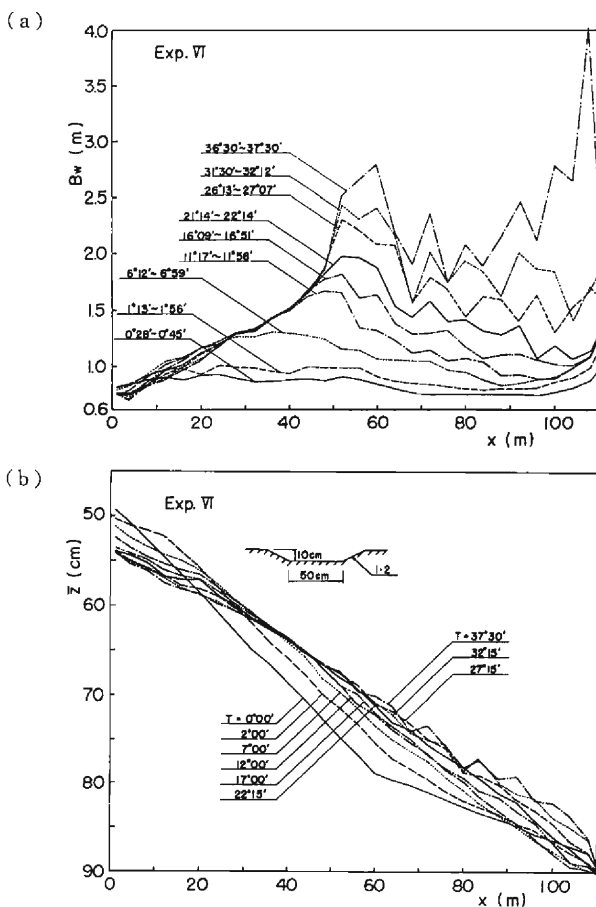 (a)
Exp. VI
4.0
3.5
3.0
2.5
2.0
1.5
1.0
0.6
Bw (m)
36°30'~37°30'
31°30'~32°12'
26°13'~27°07'
21°14'~22°14'
16°09'~16°51'
11°17'~11°58'
6°12'~6°59'
1°13'~1°56'
0°28'~0°45'
0 20 40 60 80 100
x (m)
(b)
Exp. VI
50
60
70
80
90
z̄ (cm)
10cm
50cm
1:2
T = 37°30'
32°15'
27°15'
T = 0°00'
2°00'
7°00'
12°00'
17°00'
22°15'
0 20 40 60 80 100
x (m)